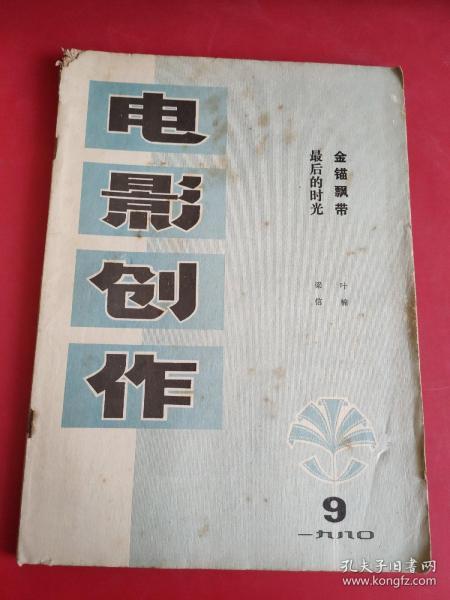 电影创作
金锚飘带
叶楠
最后的时光
梁信
9
一九八〇
孔夫子旧书网
www.kongfz.com